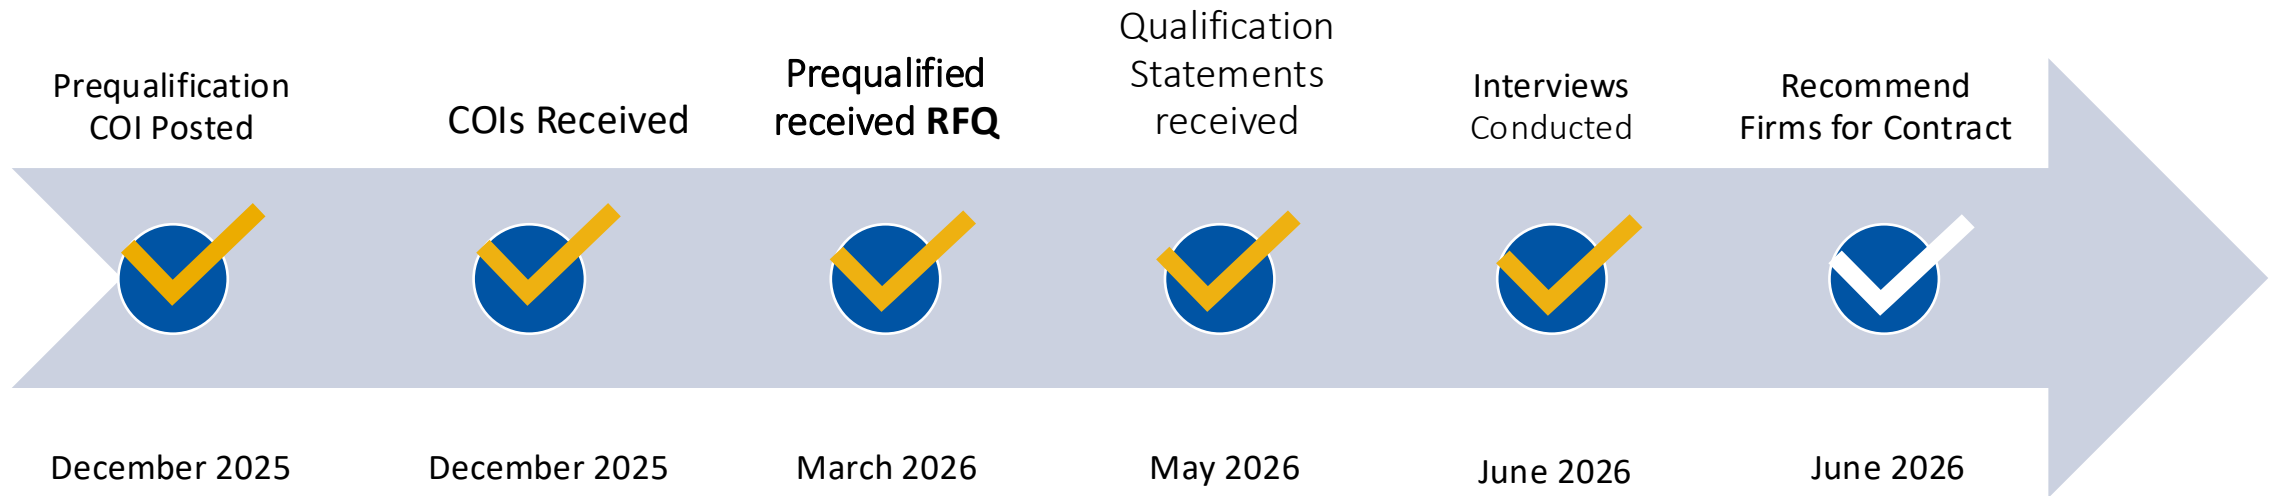 Prequalification
COI Posted
COIs Received
Prequalified
received RFQ
Qualification
Statements
received
Interviews
Conducted
Recommend
Firms for Contract
December 2025
December 2025
March 2026
May 2026
June 2026
June 2026